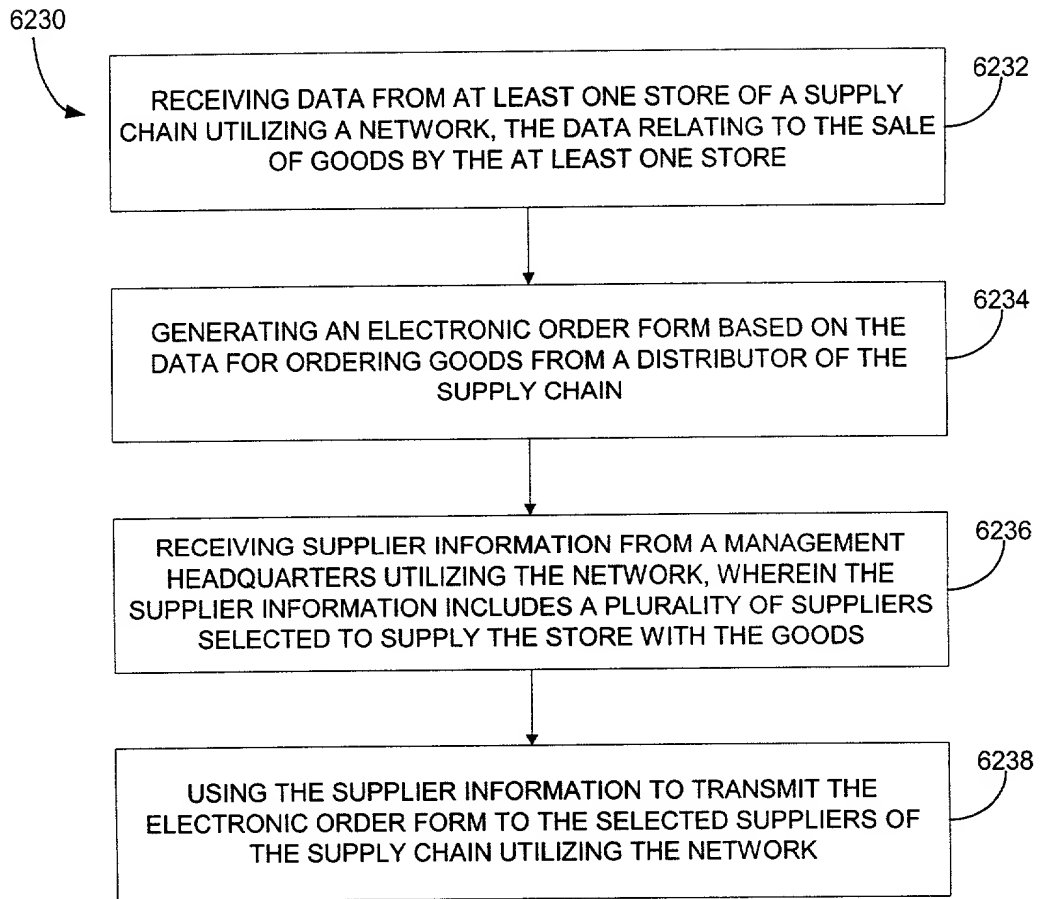 6230
6232
RECEIVING DATA FROM AT LEAST ONE STORE OF A SUPPLY
CHAIN UTILIZING A NETWORK, THE DATA RELATING TO THE SALE
OF GOODS BY THE AT LEAST ONE STORE
6234
GENERATING AN ELECTRONIC ORDER FORM BASED ON THE
DATA FOR ORDERING GOODS FROM A DISTRIBUTOR OF THE
SUPPLY CHAIN
6236
RECEIVING SUPPLIER INFORMATION FROM A MANAGEMENT
HEADQUARTERS UTILIZING THE NETWORK, WHEREIN THE
SUPPLIER INFORMATION INCLUDES A PLURALITY OF SUPPLIERS
SELECTED TO SUPPLY THE STORE WITH THE GOODS
6238
USING THE SUPPLIER INFORMATION TO TRANSMIT THE
ELECTRONIC ORDER FORM TO THE SELECTED SUPPLIERS OF
THE SUPPLY CHAIN UTILIZING THE NETWORK